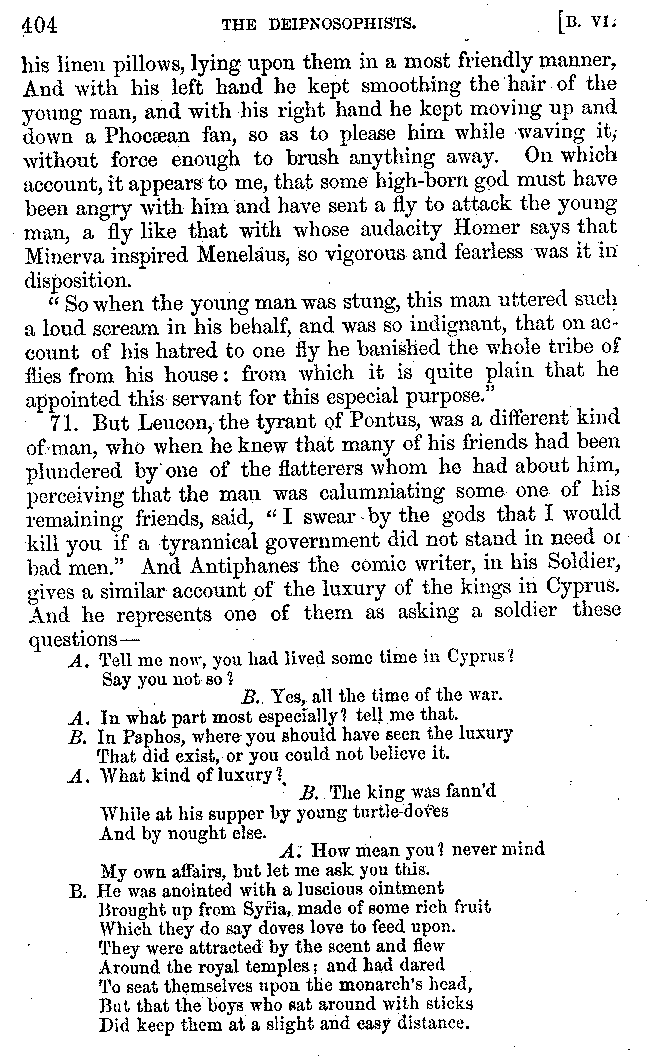 404 THE DEIPNOSOPHISTS. [B. VI.
his linen pillows, lying upon them in a most friendly manner,
And with his left hand he kept smoothing the hair of the
young man, and with his right hand he kept moving up and
down a Phocæan fan, so as to please him while waving it,
without force enough to brush anything away. On which
account, it appears to me, that some high-born god must have
been angry with him and have sent a fly to attack the young
man, a fly like that with whose audacity Homer says that
Minerva inspired Menelaus, so vigorous and fearless was it in
disposition.
“ So when the young man was stung, this man uttered such
a loud scream in his behalf, and was so indignant, that on ac-
count of his hatred to one fly he banished the whole tribe of
flies from his house: from which it is quite plain that he
appointed this servant for this especial purpose.”
71. But Leucon, the tyrant of Pontus, was a different kind
of man, who when he knew that many of his friends had been
plundered by one of the flatterers whom he had about him,
perceiving that the man was calumniating some one of his
remaining friends, said, “ I swear by the gods that I would
kill you if a tyrannical government did not stand in need of
bad men.” And Antiphanes the comic writer, in his Soldier,
gives a similar account of the luxury of the kings in Cyprus.
And he represents one of them as asking a soldier these
questions—
A. Tell me now, you had lived some time in Cyprus?
Say you not so?
B. Yes, all the time of the war.
A. In what part most especially? tell me that.
B. In Paphos, where you should have seen the luxury
That did exist, or you could not believe it.
A. What kind of luxury?
B. The king was fann'd
While at his supper by young turtle-doves
And by nought else.
A. How mean you? never mind
My own affairs, but let me ask you this.
B. He was anointed with a luscious ointment
Brought up from Syria, made of some rich fruit
Which they do say doves love to feed upon.
They were attracted by the scent and flew
Around the royal temples; and had dared
To seat themselves upon the monarch's head,
But that the boys who sat around with sticks
Did keep them at a slight and easy distance.